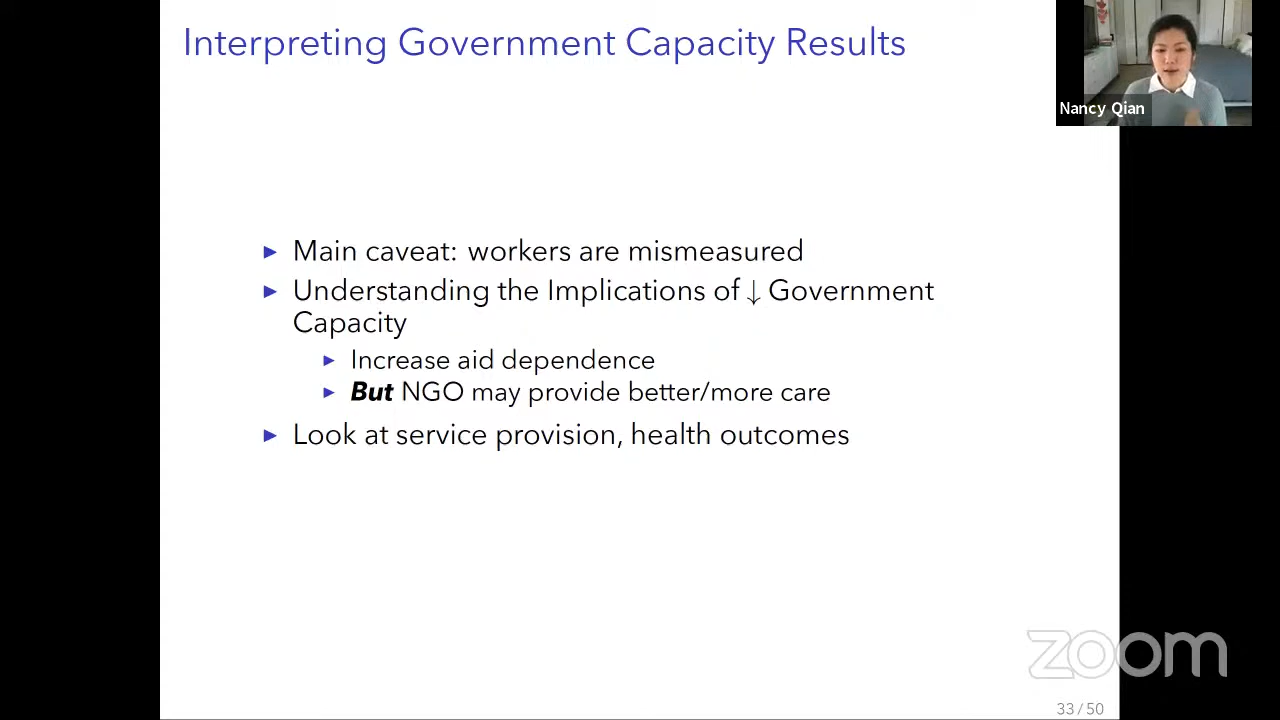 Interpreting Government Capacity Results
Nancy Qian
► Main caveat: workers are mismeasured
► Understanding the Implications of ↓ Government
Capacity
► Increase aid dependence
► But NGO may provide better/more care
► Look at service provision, health outcomes
zoom
33 / 50